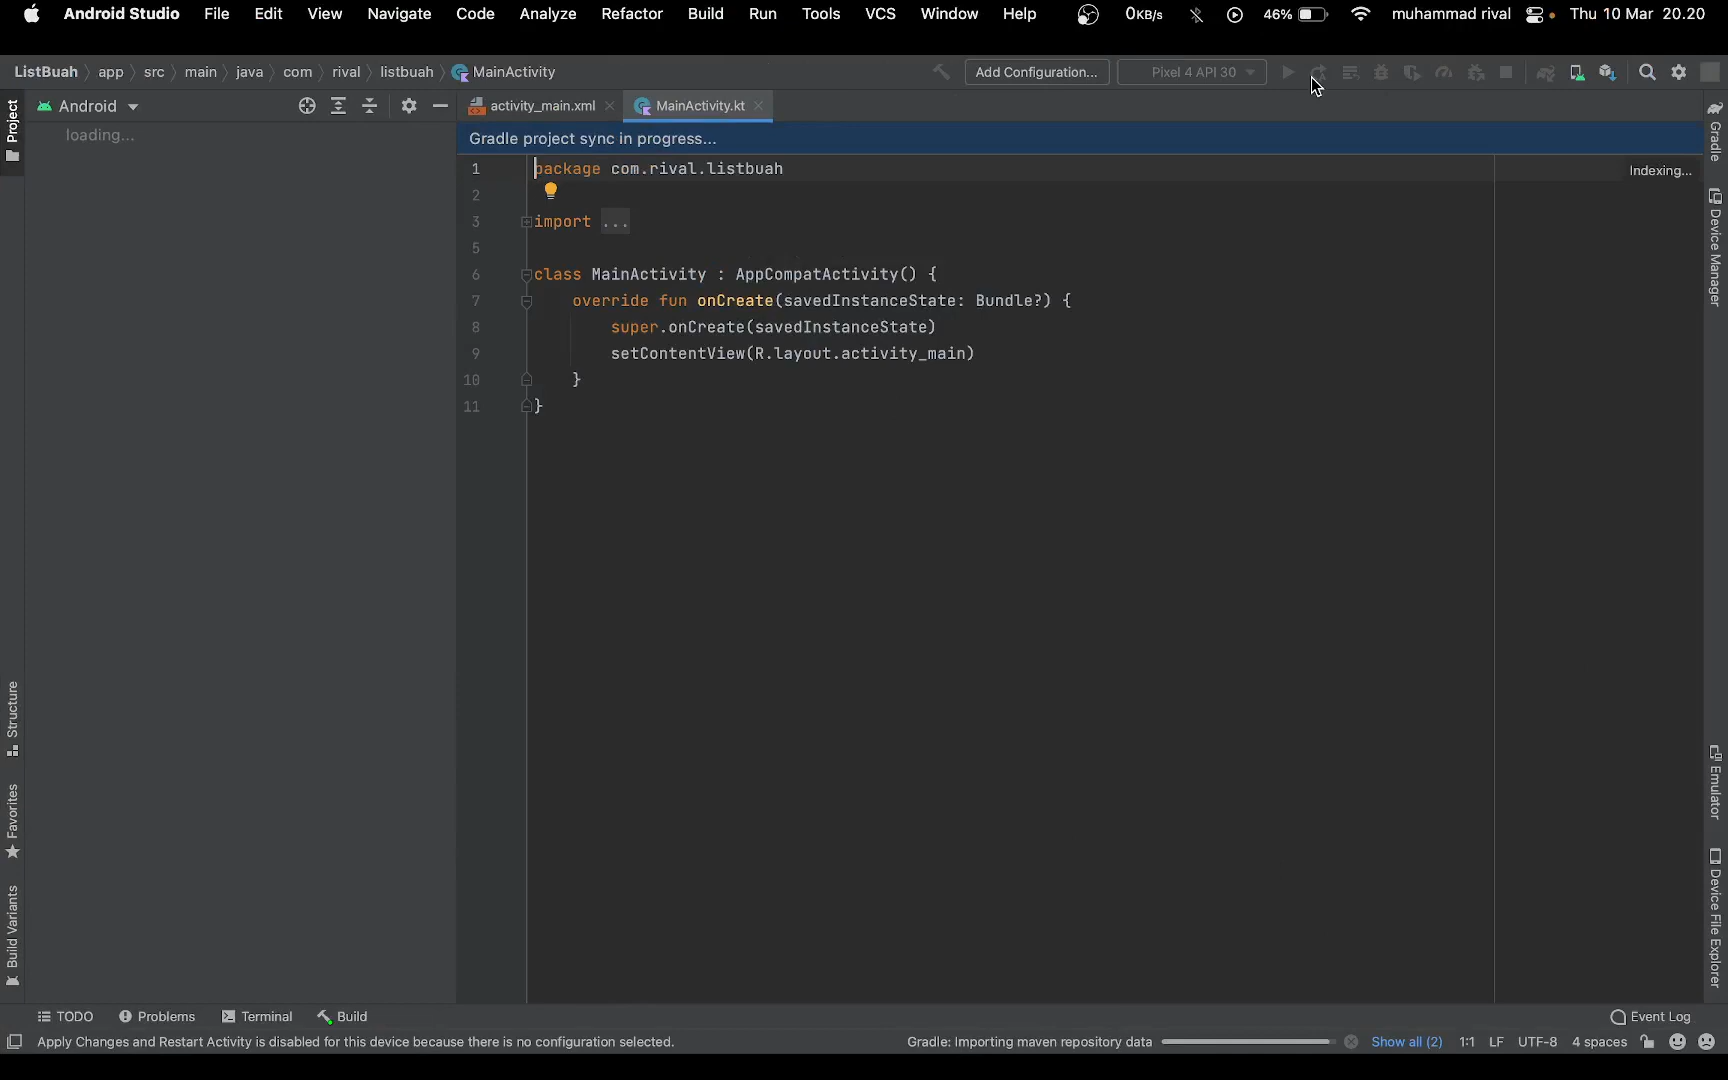 Android Studio File Edit View Navigate Code Analyze Refactor Build Run Tools VCS Window Help 0KB/s 46% muhammad rival Thu 10 Mar 20.20
ListBuah app src main java com rival listbuah MainActivity Add Configuration... Pixel 4 API 30
Project
Android
activity_main.xml MainActivity.kt
Gradle
loading...
Gradle project sync in progress...
1 package com.rival.listbuah
Indexing...
2
3 import ...
5
6 class MainActivity : AppCompatActivity() {
7 override fun onCreate(savedInstanceState: Bundle?) {
8 super.onCreate(savedInstanceState)
9 setContentView(R.layout.activity_main)
10 }
11 }
Device Manager
Structure
Favorites
Build Variants
Emulator
Device File Explorer
TODO Problems Terminal Build Event Log
Apply Changes and Restart Activity is disabled for this device because there is no configuration selected. Gradle: Importing maven repository data Show all (2) 1:1 LF UTF-8 4 spaces